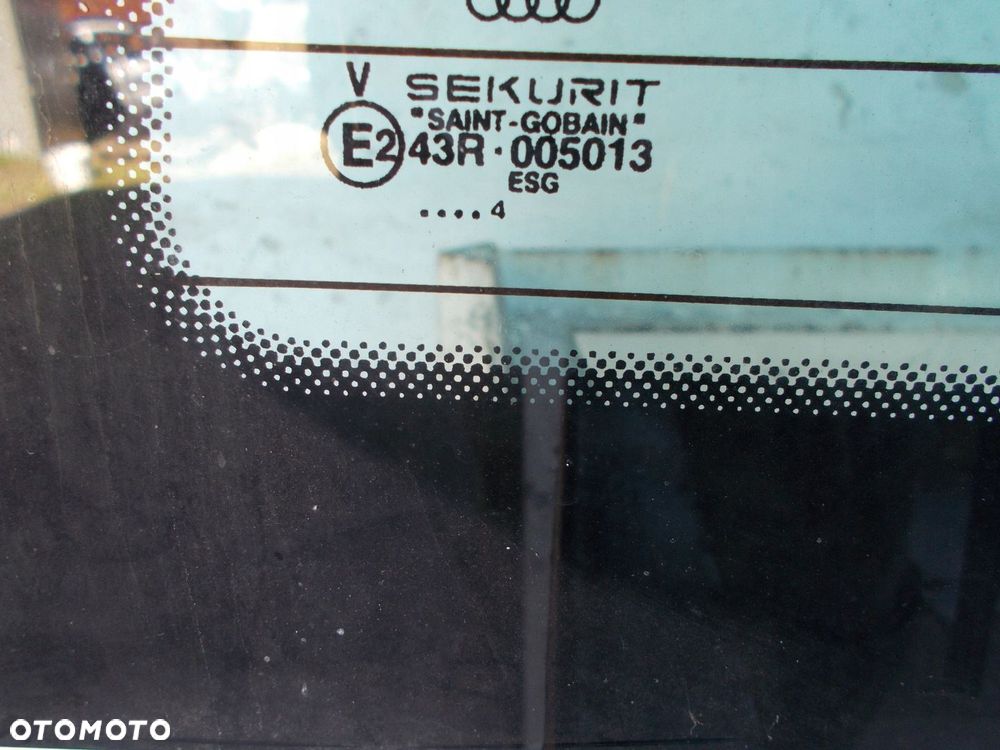 V SEKURIT
"SAINT-GOBAIN"
E2 43R·005013
ESG
....4
OTOMOTO